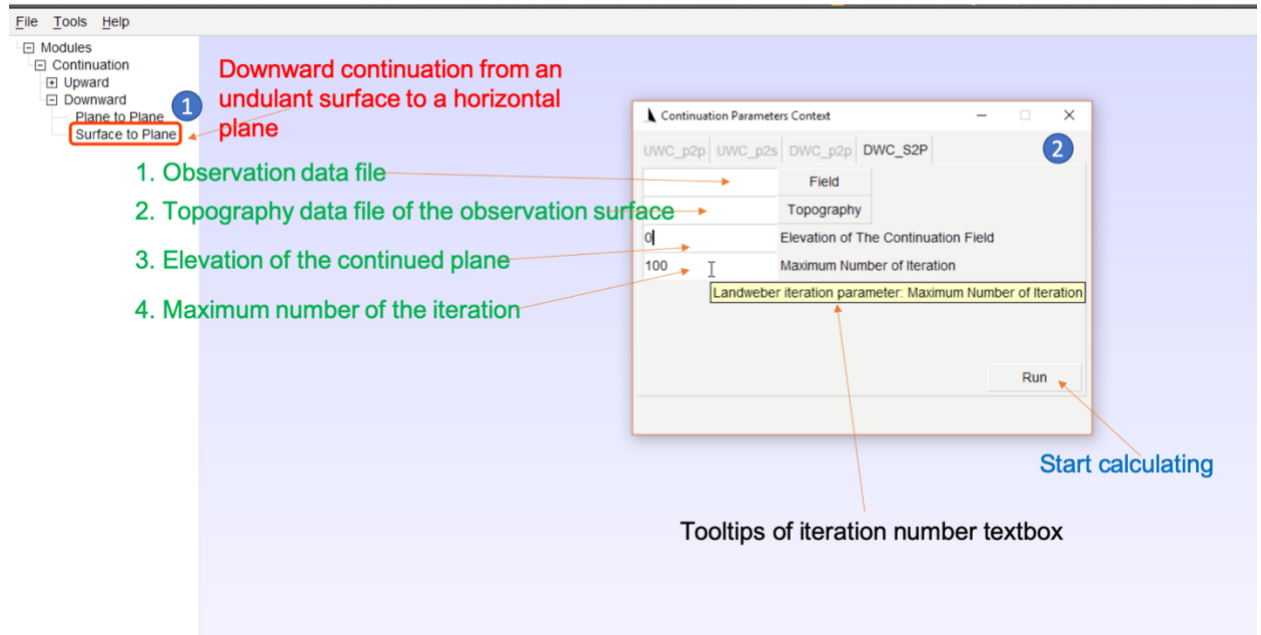 File Tools Help
Modules
Continuation
Upward
Downward
Plane to Plane
Surface to Plane
1
Downward continuation from an
undulant surface to a horizontal
plane
1. Observation data file
2. Topography data file of the observation surface
3. Elevation of the continued plane
4. Maximum number of the iteration
Continuation Parameters Context
UWC_p2p UWC_p2s DWC_p2p DWC_S2P
2
Field
Topography
0 Elevation of The Continuation Field
100 Maximum Number of Iteration
Landweber iteration parameter: Maximum Number of Iteration
Run
Start calculating
Tooltips of iteration number textbox